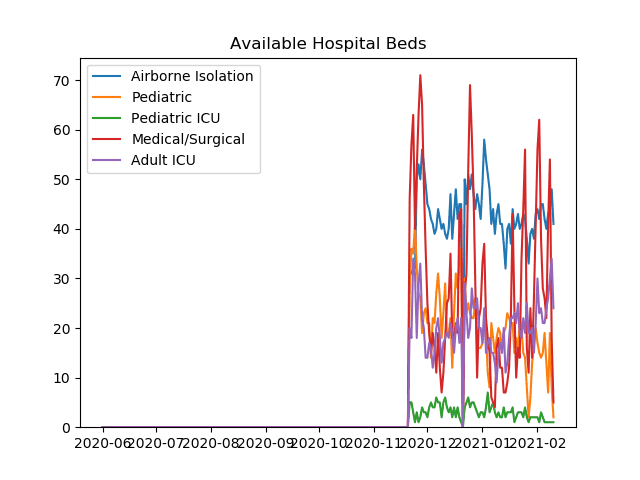 Available Hospital Beds
Airborne Isolation
Pediatric
Pediatric ICU
Medical/Surgical
Adult ICU
70
60
50
40
30
20
10
0
2020-06 2020-07 2020-08 2020-09 2020-10 2020-11 2020-12 2021-01 2021-02